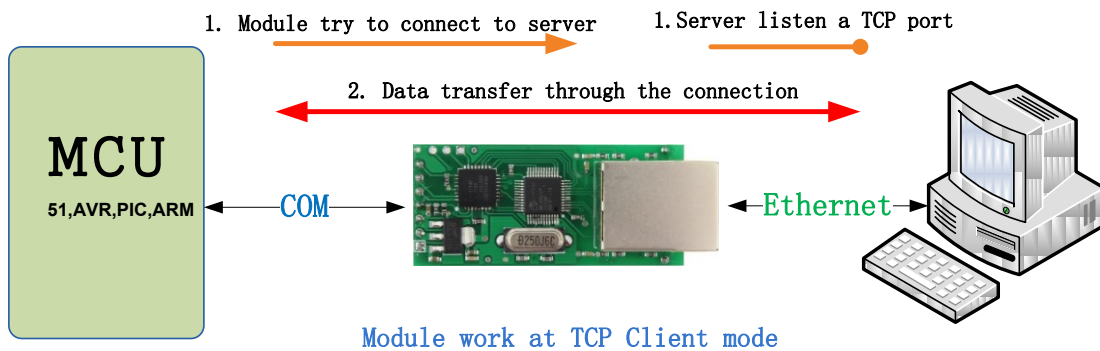 1. Module try to connect to server
1.Server listen a TCP port
2. Data transfer through the connection
MCU
51,AVR,PIC,ARM
COM
Ethernet
Module work at TCP Client mode